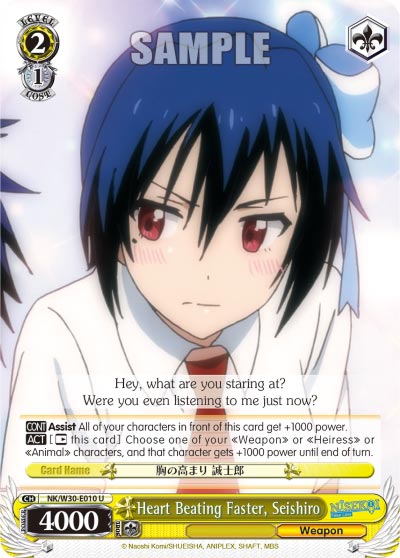 LEVEL
2
1
COST
SAMPLE
Hey, what are you staring at?
Were you even listening to me just now?
CONT Assist All of your characters in front of this card get +1000 power.
ACT [ this card] Choose one of your «Weapon» or «Heiress» or
«Animal» characters, and that character gets +1000 power until end of turn.
Card Name 胸の高まり 誠士郎
CH NK/W30-E010 U
POWER 4000 SOUL Heart Beating Faster, Seishiro NISEKOI
Weapon
© Naoshi Komi/SHUEISHA, ANIPLEX, SHAFT, MBS